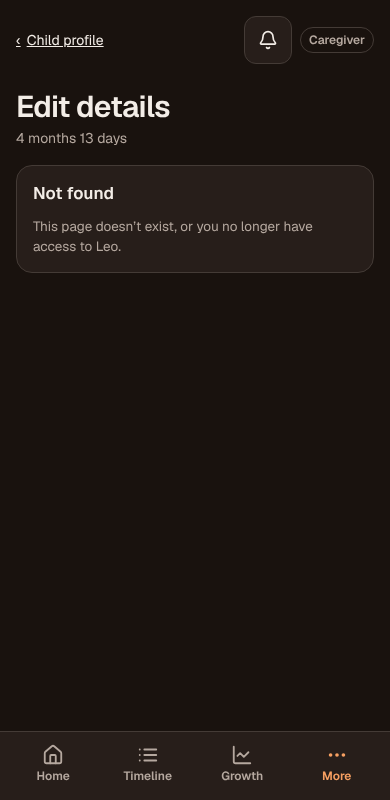 ‹ Child profile
Caregiver
Edit details
4 months 13 days
Not found
This page doesn’t exist, or you no longer have
access to Leo.
Home
Timeline
Growth
More